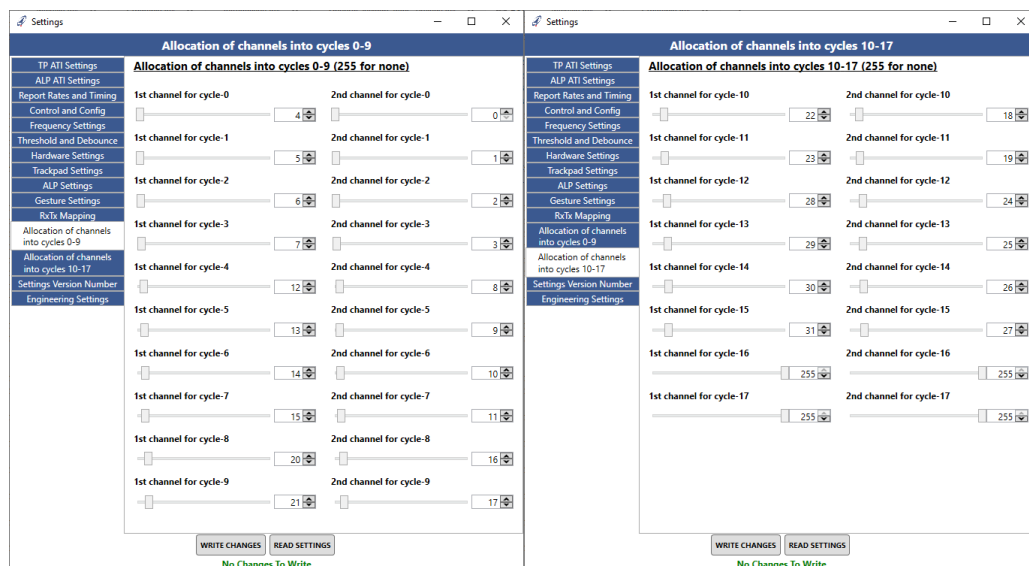 Settings
Allocation of channels into cycles 0-9
TP ATI Settings
ALP ATI Settings
Report Rates and Timing
Control and Config
Frequency Settings
Threshold and Debounce
Hardware Settings
Trackpad Settings
ALP Settings
Gesture Settings
RxTx Mapping
Allocation of channels
into cycles 0-9
Allocation of channels
into cycles 10-17
Settings Version Number
Engineering Settings
Allocation of channels into cycles 0-9 (255 for none)
1st channel for cycle-0 2nd channel for cycle-0
4 0
1st channel for cycle-1 2nd channel for cycle-1
5 1
1st channel for cycle-2 2nd channel for cycle-2
6 2
1st channel for cycle-3 2nd channel for cycle-3
7 3
1st channel for cycle-4 2nd channel for cycle-4
12 8
1st channel for cycle-5 2nd channel for cycle-5
13 9
1st channel for cycle-6 2nd channel for cycle-6
14 10
1st channel for cycle-7 2nd channel for cycle-7
15 11
1st channel for cycle-8 2nd channel for cycle-8
20 16
1st channel for cycle-9 2nd channel for cycle-9
21 17
WRITE CHANGES READ SETTINGS
No Changes To Write
Settings
Allocation of channels into cycles 10-17
TP ATI Settings
ALP ATI Settings
Report Rates and Timing
Control and Config
Frequency Settings
Threshold and Debounce
Hardware Settings
Trackpad Settings
ALP Settings
Gesture Settings
RxTx Mapping
Allocation of channels
into cycles 0-9
Allocation of channels
into cycles 10-17
Settings Version Number
Engineering Settings
Allocation of channels into cycles 10-17 (255 for none)
1st channel for cycle-10 2nd channel for cycle-10
22 18
1st channel for cycle-11 2nd channel for cycle-11
23 19
1st channel for cycle-12 2nd channel for cycle-12
28 24
1st channel for cycle-13 2nd channel for cycle-13
29 25
1st channel for cycle-14 2nd channel for cycle-14
30 26
1st channel for cycle-15 2nd channel for cycle-15
31 27
1st channel for cycle-16 2nd channel for cycle-16
255 255
1st channel for cycle-17 2nd channel for cycle-17
255 255
WRITE CHANGES READ SETTINGS
No Changes To Write